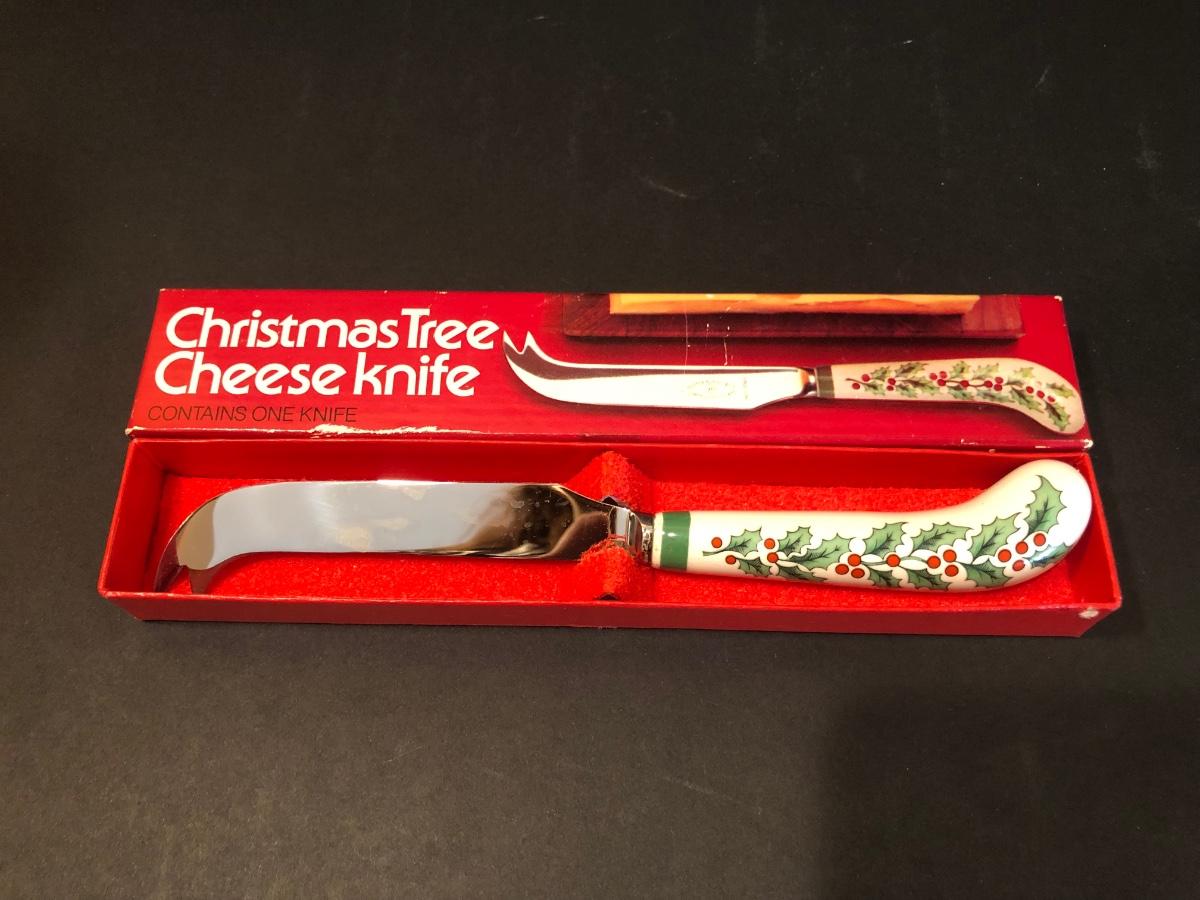 Christmas Tree
Cheese knife
CONTAINS ONE KNIFE